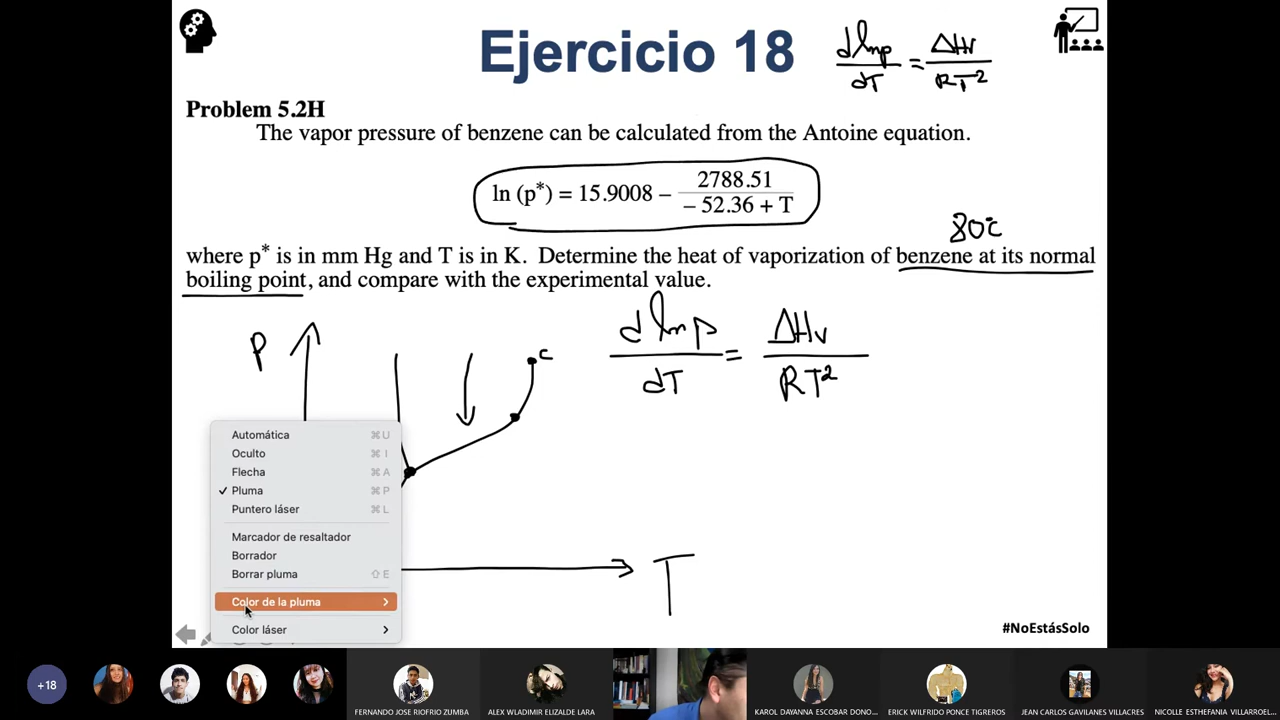 Ejercicio 18
dlnp/dT = ΔHv/RT²
Problem 5.2H
The vapor pressure of benzene can be calculated from the Antoine equation.
ln (p*) = 15.9008 – 2788.51 / – 52.36 + T
80°C
where p* is in mm Hg and T is in K. Determine the heat of vaporization of benzene at its normal
boiling point, and compare with the experimental value.
d ln p/dT = ΔHv/RT²
P
C
Automática ⌘U
Oculto ⌘I
Flecha ⌘A
✓ Pluma ⌘P
Puntero láser ⌘L
Marcador de resaltador
Borrador
Borrar pluma ⇧E
Color de la pluma >
Color láser >
T
#NoEstásSolo
+18
FERNANDO JOSE RIOFRIO ZUMBA
ALEX WLADIMIR ELIZALDE LARA
KAROL DAYANNA ESCOBAR DONO...
ERICK WILFRIDO PONCE TIGREROS
JEAN CARLOS GAVILANES VILLACRES
NICOLLE ESTHEFANIA VILLARROEL...